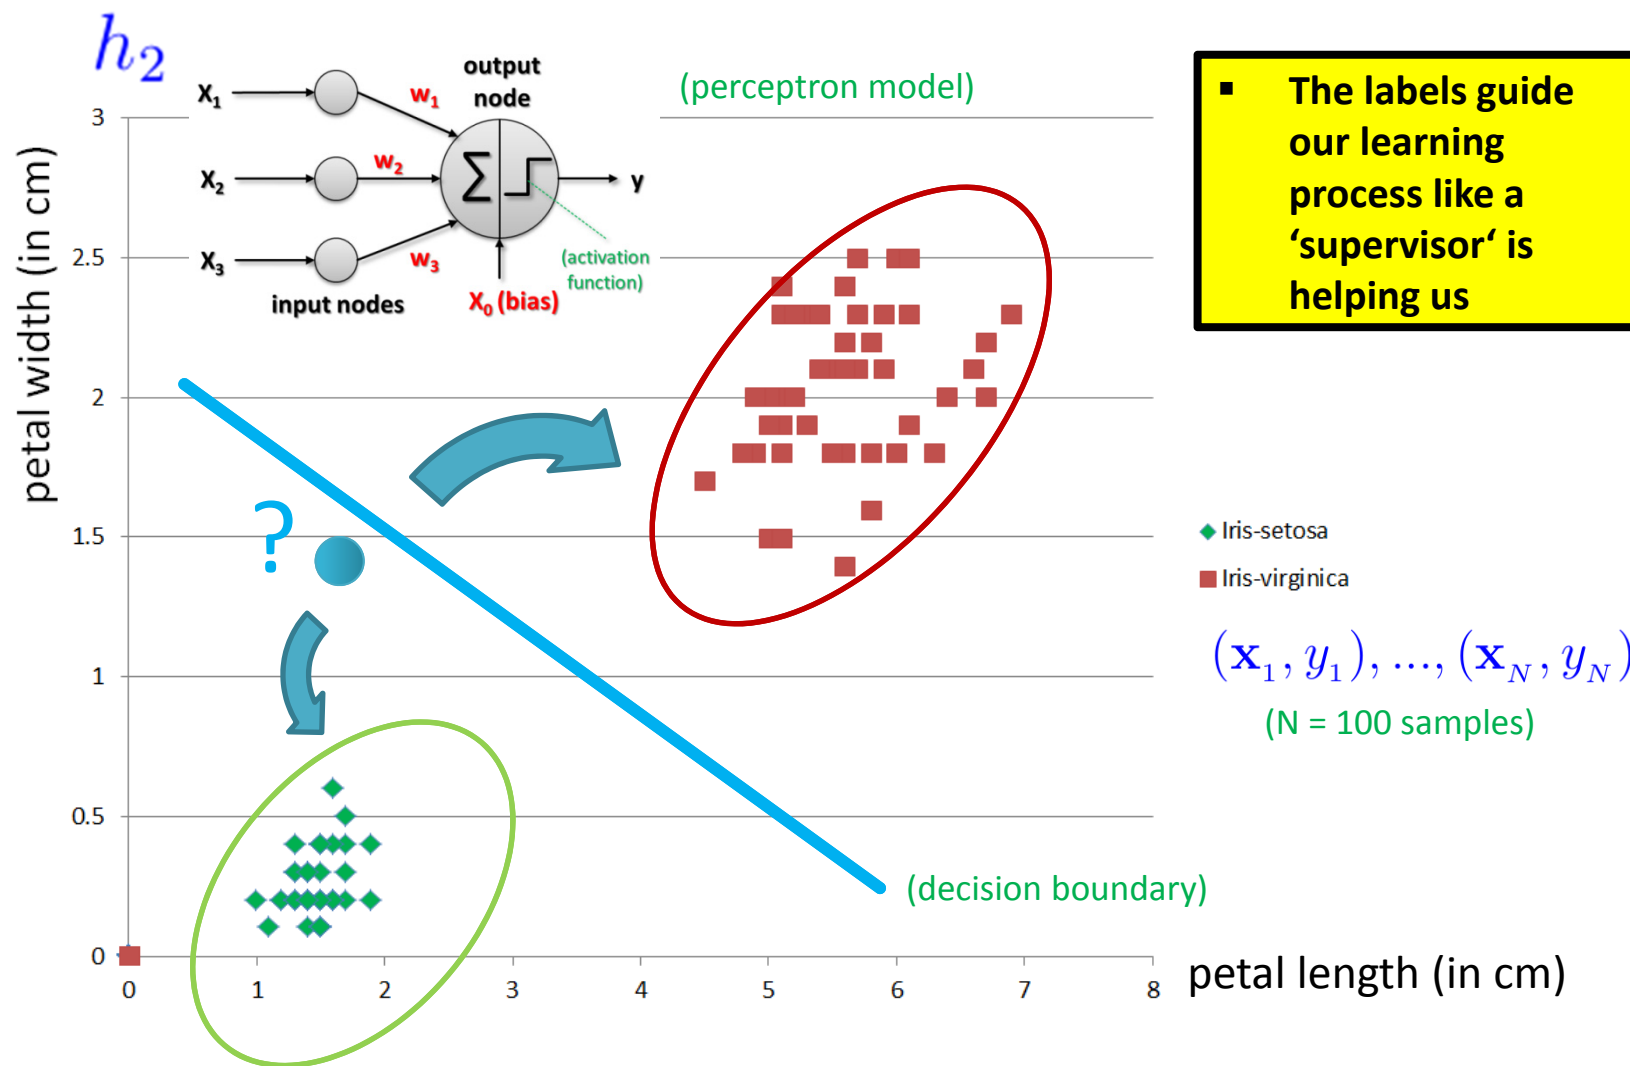 h₂
output
node
X₁
w₁
X₂
w₂
Σ
y
X₃
w₃
input nodes
X₀ (bias)
(activation
function)
(perceptron model)
▪ The labels guide
our learning
process like a
‘supervisor‘ is
helping us
petal width (in cm)
3
2.5
2
1.5
1
0.5
0
?
Iris-setosa
Iris-virginica
(x₁, y₁), ..., (x_N, y_N)
(N = 100 samples)
(decision boundary)
0 1 2 3 4 5 6 7 8
petal length (in cm)